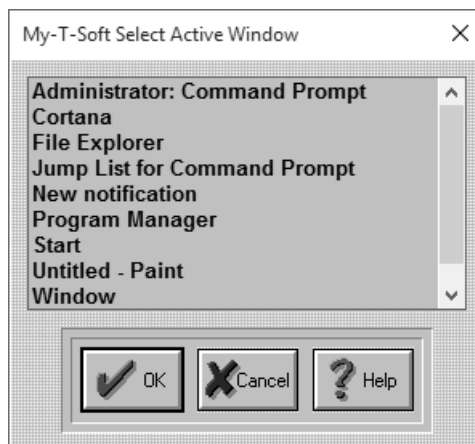 My-T-Soft Select Active Window
Administrator: Command Prompt
Cortana
File Explorer
Jump List for Command Prompt
New notification
Program Manager
Start
Untitled - Paint
Window
OK
Cancel
Help